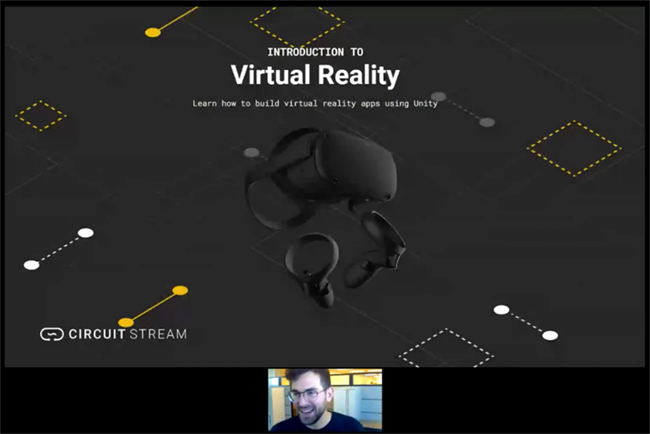 INTRODUCTION TO
Virtual Reality
Learn how to build virtual reality apps using Unity
CIRCUIT STREAM